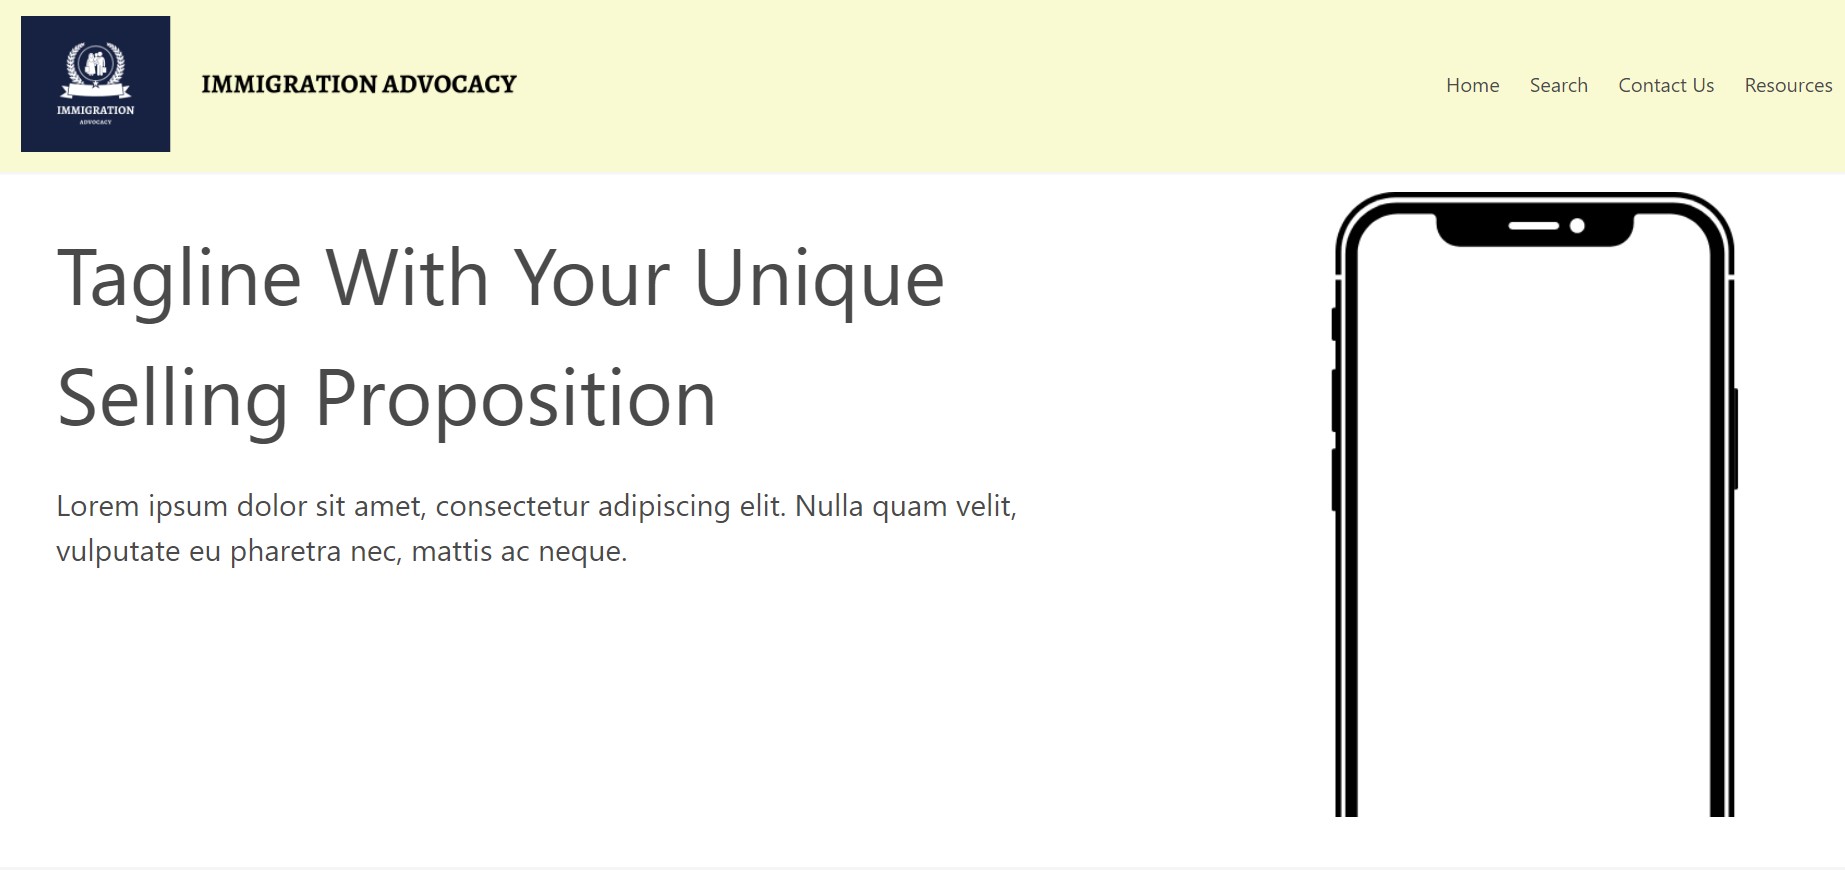 IMMIGRATION
ADVOCACY
IMMIGRATION ADVOCACY
Home Search Contact Us Resources
Tagline With Your Unique
Selling Proposition
Lorem ipsum dolor sit amet, consectetur adipiscing elit. Nulla quam velit,
vulputate eu pharetra nec, mattis ac neque.